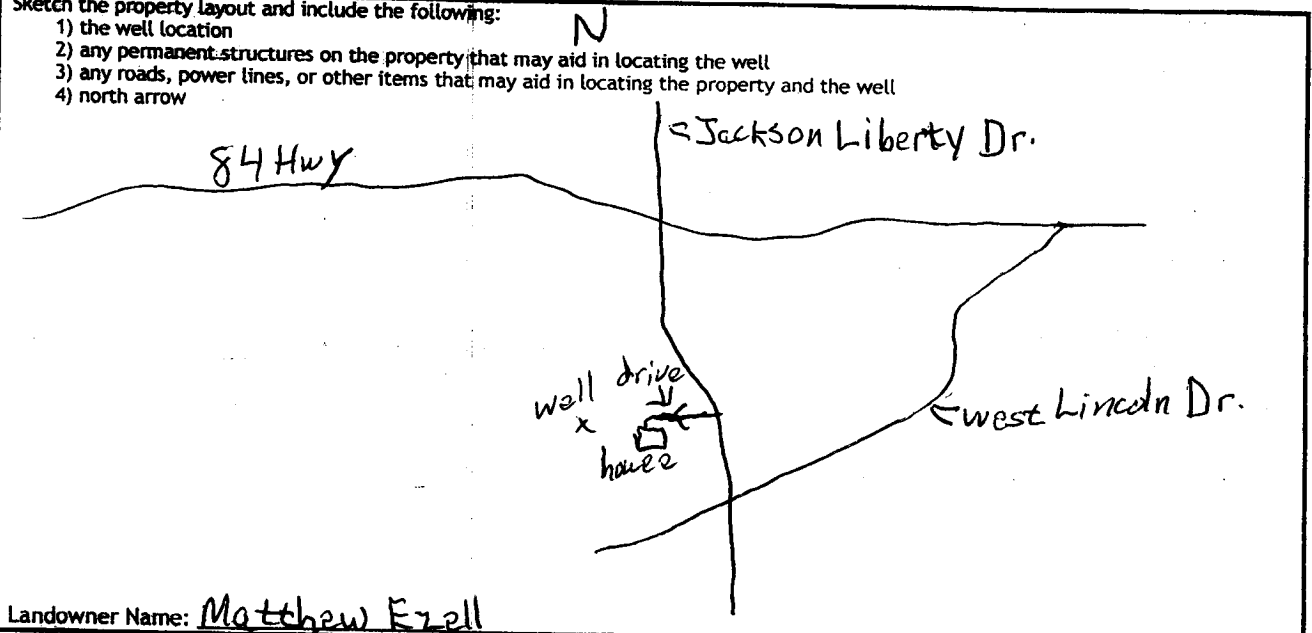 Sketch the property layout and include the following:
1) the well location
2) any permanent structures on the property that may aid in locating the well
3) any roads, power lines, or other items that may aid in locating the property and the well
4) north arrow
N
Jackson Liberty Dr.
84 Hwy
well
drive
x
house
West Lincoln Dr.
Landowner Name: Matthew Ezell